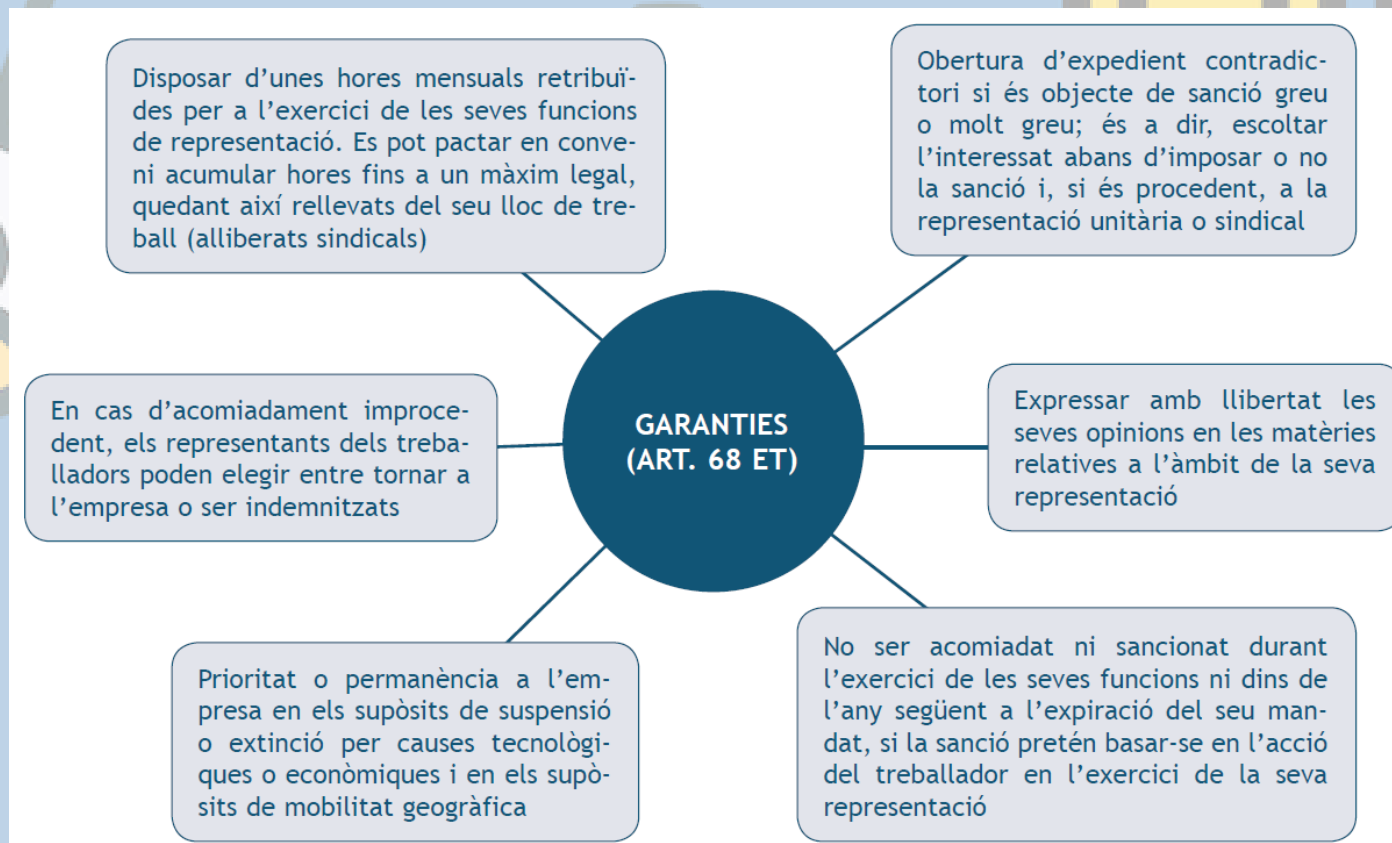 Disposar d'unes hores mensuals retribuï-
des per a l'exercici de les seves funcions
de representació. Es pot pactar en conve-
ni acumular hores fins a un màxim legal,
quedant així rellevats del seu lloc de tre-
ball (alliberats sindicals)
Obertura d'expedient contradic-
tori si és objecte de sanció greu
o molt greu; és a dir, escoltar
l'interessat abans d'imposar o no
la sanció i, si és procedent, a la
representació unitària o sindical
En cas d'acomiadament improce-
dent, els representants dels treba-
lladors poden elegir entre tornar a
l'empresa o ser indemnitzats
GARANTIES
(ART. 68 ET)
Expressar amb llibertat les
seves opinions en les matèries
relatives a l'àmbit de la seva
representació
Prioritat o permanència a l'em-
presa en els supòsits de suspensió
o extinció per causes tecnològi-
ques o econòmiques i en els supò-
sits de mobilitat geogràfica
No ser acomiadat ni sancionat durant
l'exercici de les seves funcions ni dins de
l'any següent a l'expiració del seu man-
dat, si la sanció pretén basar-se en l'acció
del treballador en l'exercici de la seva
representació